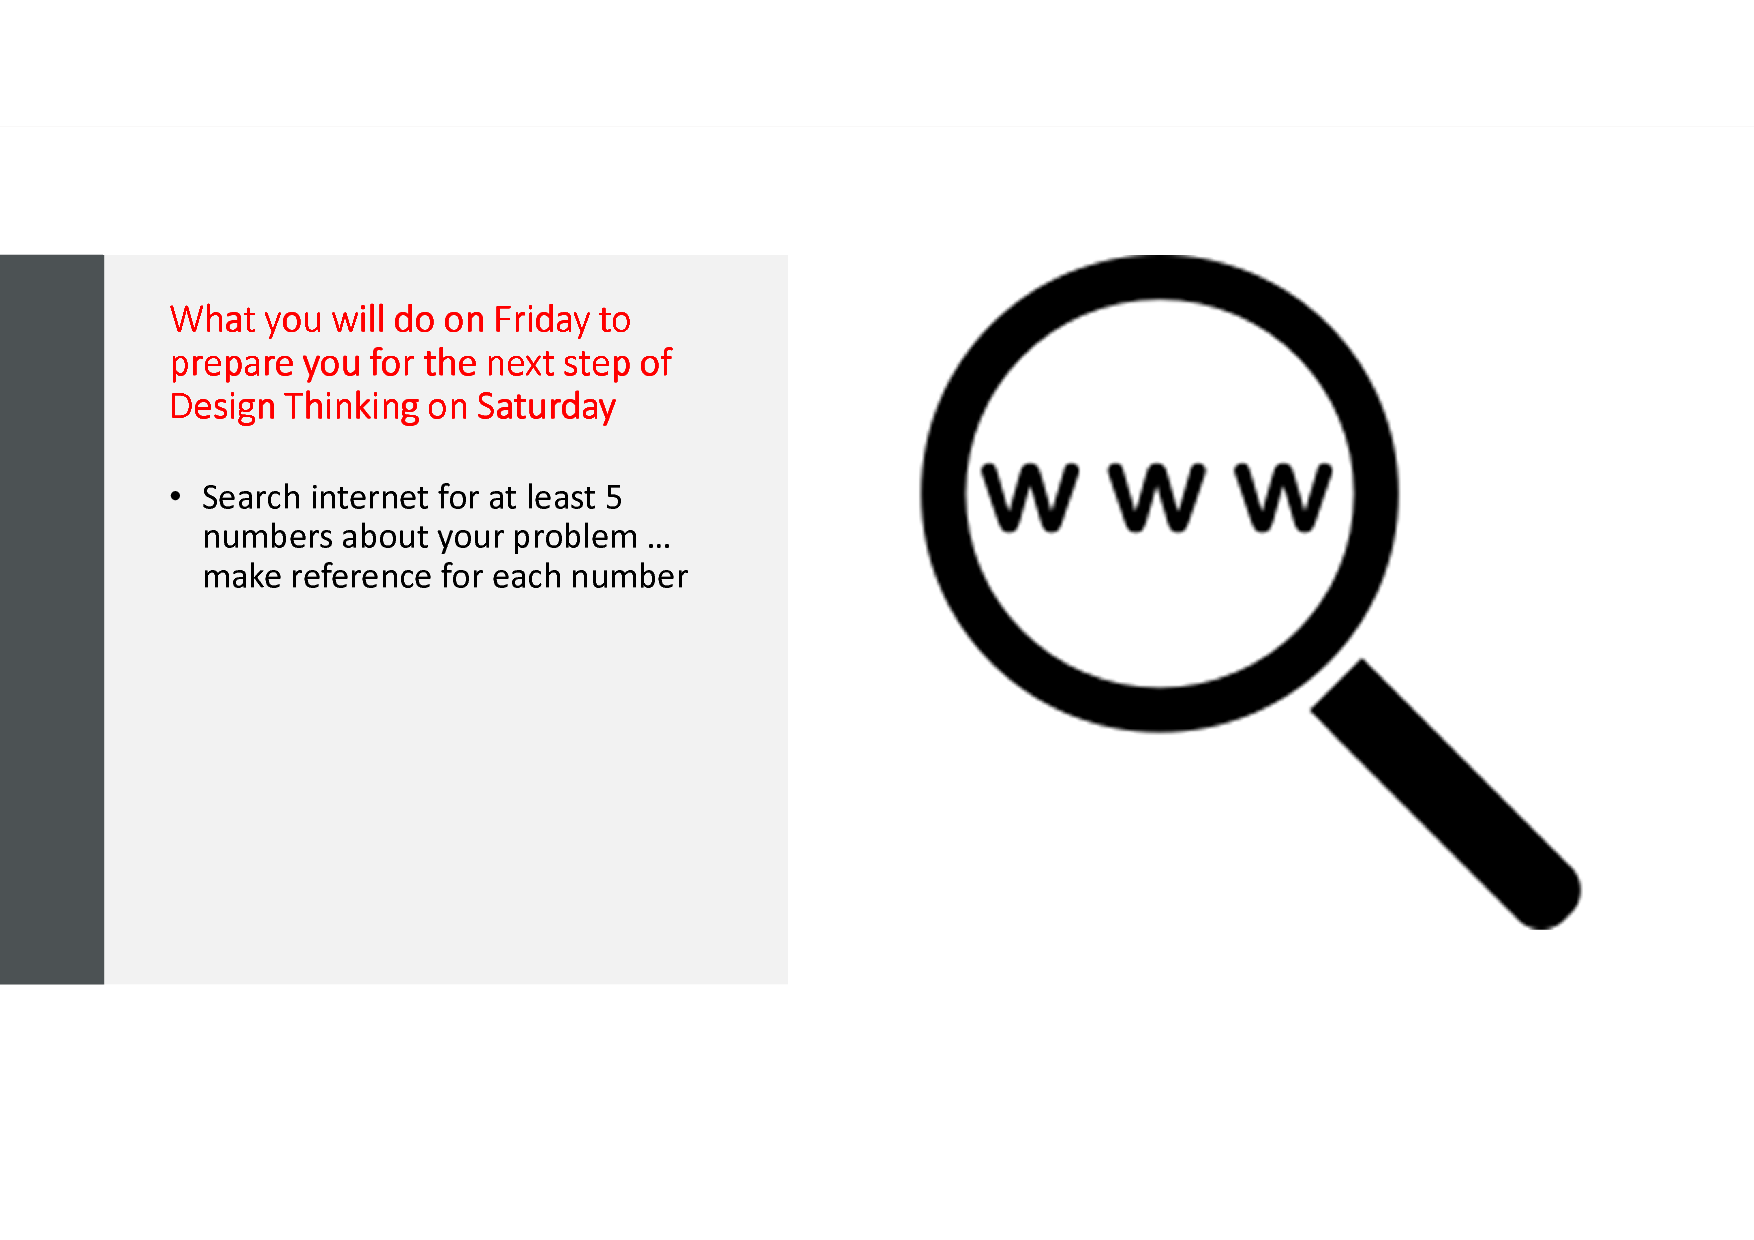 What you will do on Friday to
prepare you for the next step of
Design Thinking on Saturday
• Search internet for at least 5
numbers about your problem …
make reference for each number
W W W